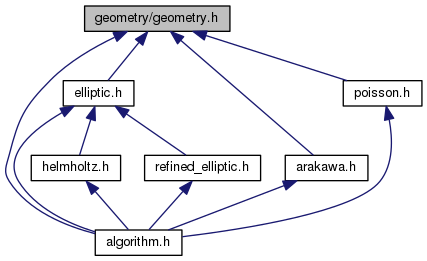 geometry/geometry.h
elliptic.h
poisson.h
helmholtz.h
refined_elliptic.h
arakawa.h
algorithm.h